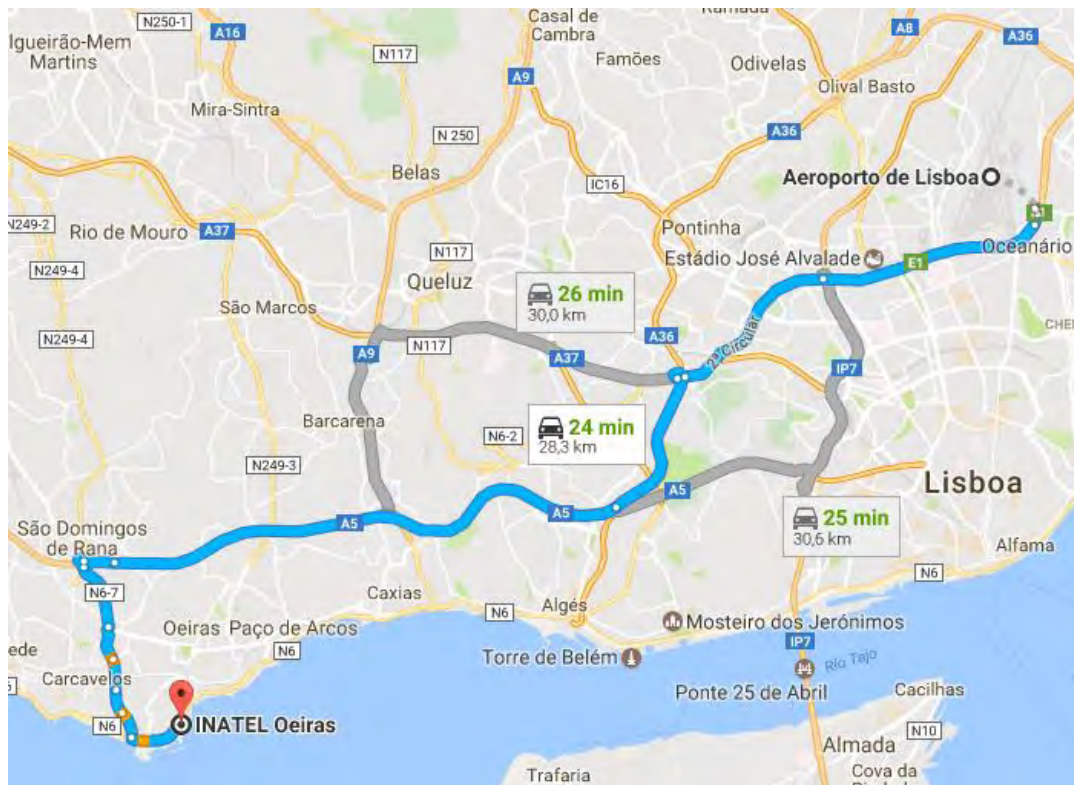 N250-1
A16
Casal de
Cambra
Ramada
A8
A36
lgueirão-Mem
Martins
N117
A9
Famões
Odivelas
Olival Basto
Mira-Sintra
N 250
A36
Belas
IC16
Aeroporto de Lisboa
N249-2
Rio de Mouro
A37
Pontinha
Oceanário
N249-4
N117
Estádio José Alvalade
E1
Queluz
26 min
30,0 km
São Marcos
N117
A36
2ª Circular
N249-4
A9
A37
IP7
Barcarena
24 min
28,3 km
N6-2
N249-3
A5
Lisboa
São Domingos
de Rana
A5
A5
25 min
30,6 km
Alfama
N6-7
Caxias
N6
Algés
N6
Oeiras
Paço de Arcos
N6
Mosteiro dos Jerónimos
IP7
Rio Tejo
Torre de Belém
Carcavelos
Ponte 25 de Abril
Cacilhas
N6
INATEL Oeiras
N10
Almada
Trafaria
Cova da